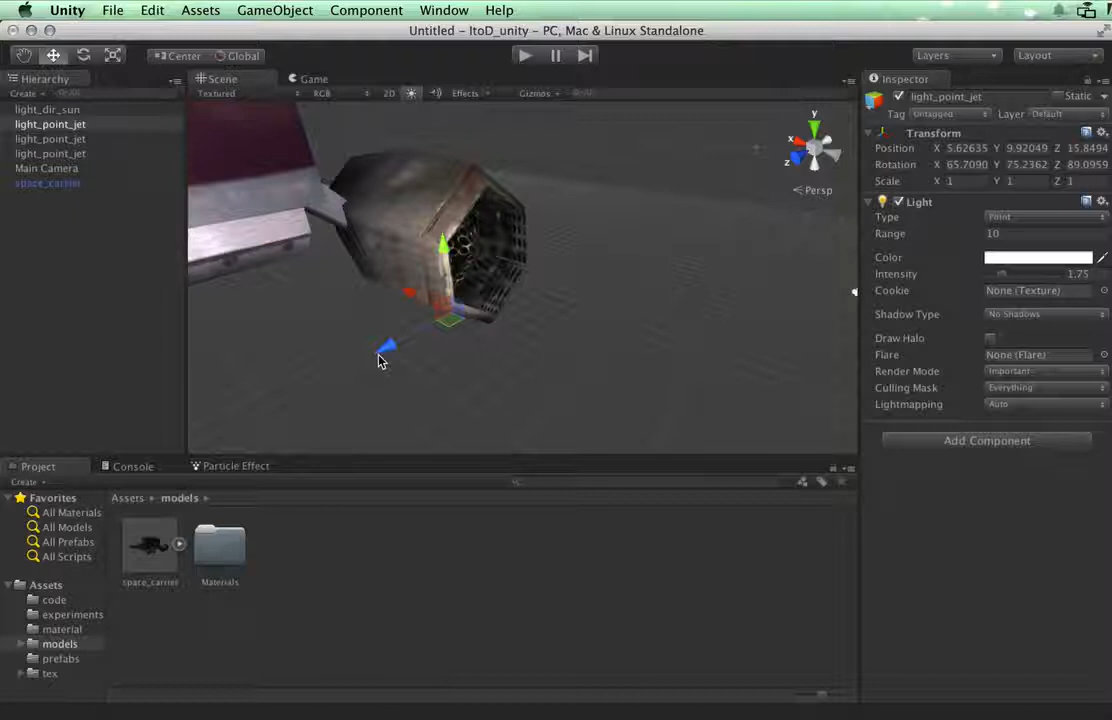 Unity File Edit Assets GameObject Component Window Help
Untitled - ItoD_unity - PC, Mac & Linux Standalone
Center Global Layers Layout
Hierarchy
Create
light_dir_sun
light_point_jet
light_point_jet
light_point_jet
Main Camera
space_carrier
Scene Game
Textured RGB 2D Effects Gizmos
y
x
z
Persp
Inspector
light_point_jet Static
Tag Untagged Layer Default
Transform
Position X 5.62635 Y 9.92049 Z 15.8494
Rotation X 65.7090 Y 75.2362 Z 89.0959
Scale X 1 Y 1 Z 1
Light
Type Point
Range 10
Color
Intensity 1.75
Cookie None (Texture)
Shadow Type No Shadows
Draw Halo
Flare None (Flare)
Render Mode Important
Culling Mask Everything
Lightmapping Auto
Add Component
Project Console Particle Effect
Create
Favorites
All Materials
All Models
All Prefabs
All Scripts
Assets
code
experiments
material
models
prefabs
tex
Assets models
space_carrier Materials